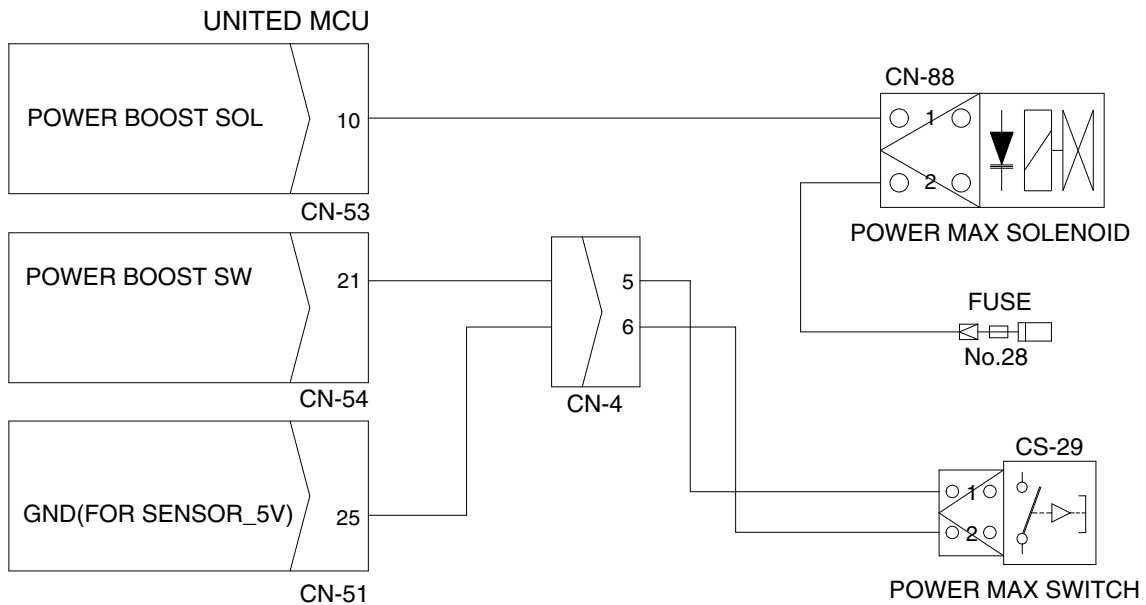 UNITED MCU
POWER BOOST SOL
10
CN-53
CN-88
1
2
POWER MAX SOLENOID
POWER BOOST SW
21
CN-54
5
6
CN-4
FUSE
No.28
GND(FOR SENSOR_5V)
25
CN-51
CS-29
1
2
POWER MAX SWITCH